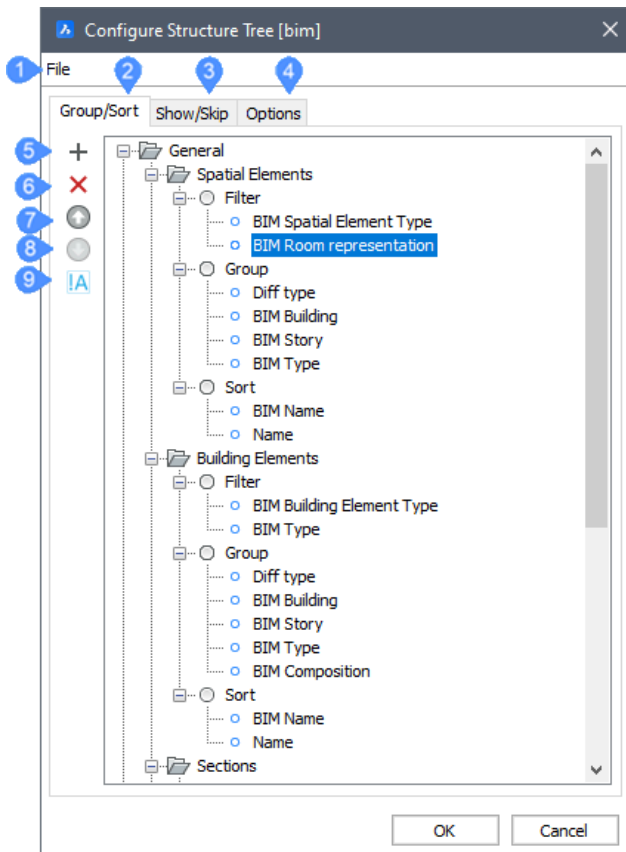 Configure Structure Tree [bim]
1 File 2 3 4
Group/Sort Show/Skip Options
5 General
6 Spatial Elements
Filter
7 BIM Spatial Element Type
8 BIM Room representation
Group
9 !A Diff type
BIM Building
BIM Story
BIM Type
Sort
BIM Name
Name
Building Elements
Filter
BIM Building Element Type
BIM Type
Group
Diff type
BIM Building
BIM Story
BIM Type
BIM Composition
Sort
BIM Name
Name
Sections
OK Cancel